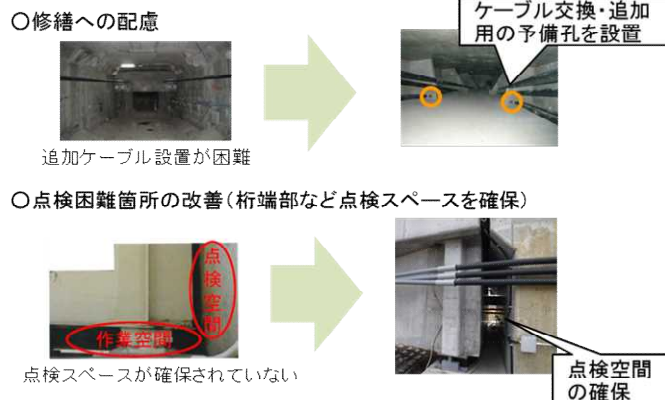 ○修繕への配慮
ケーブル交換・追加
用の予備孔を設置
追加ケーブル設置が困難
○点検困難箇所の改善(桁端部など点検スペースを確保)
点検空間
作業空間
点検スペースが確保されていない
点検空間
の確保